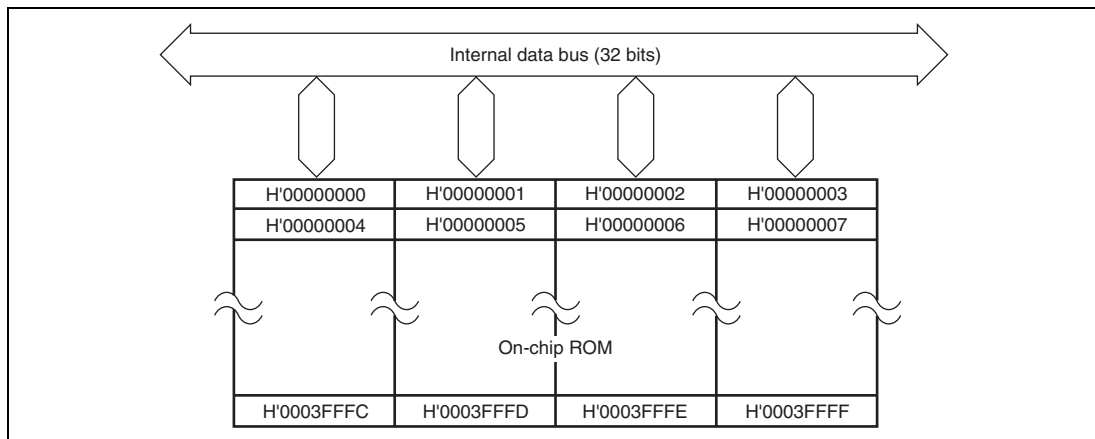 Internal data bus (32 bits)
H'00000000 H'00000001 H'00000002 H'00000003
H'00000004 H'00000005 H'00000006 H'00000007
On-chip ROM
H'0003FFFC H'0003FFFD H'0003FFFE H'0003FFFF